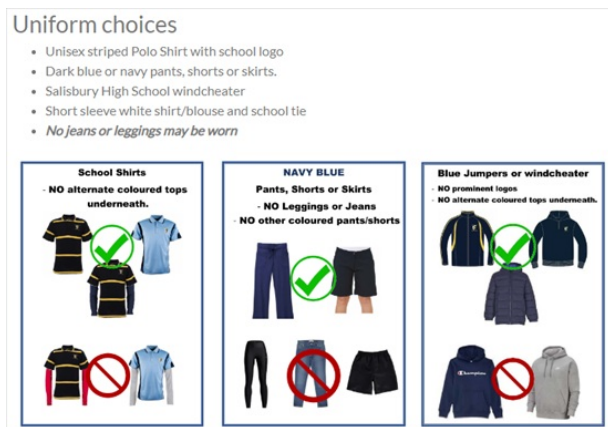 Uniform choices
• Unisex striped Polo Shirt with school logo
• Dark blue or navy pants, shorts or skirts.
• Salisbury High School windcheater
• Short sleeve white shirt/blouse and school tie
• No jeans or leggings may be worn
School Shirts
- NO alternate coloured tops
underneath.
NAVY BLUE
Pants, Shorts or Skirts
- NO Leggings or Jeans
- NO other coloured pants/shorts
Blue Jumpers or windcheater
- NO prominent logos
- NO alternate coloured tops underneath.
Champion